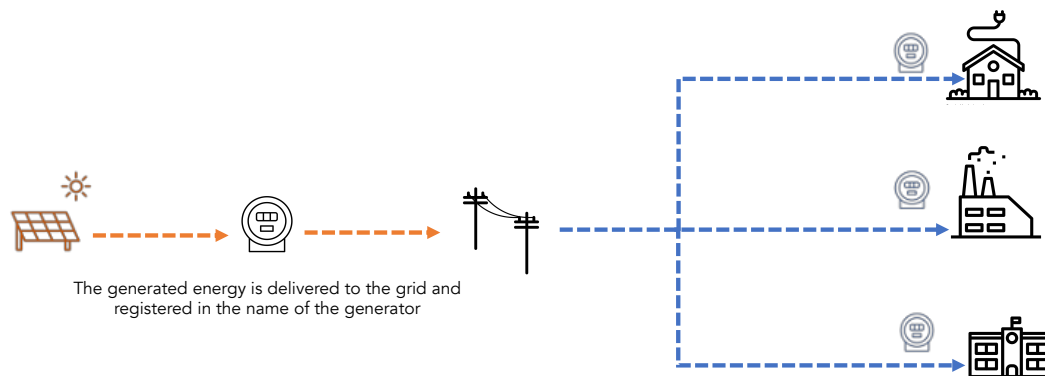 The generated energy is delivered to the grid and
registered in the name of the generator